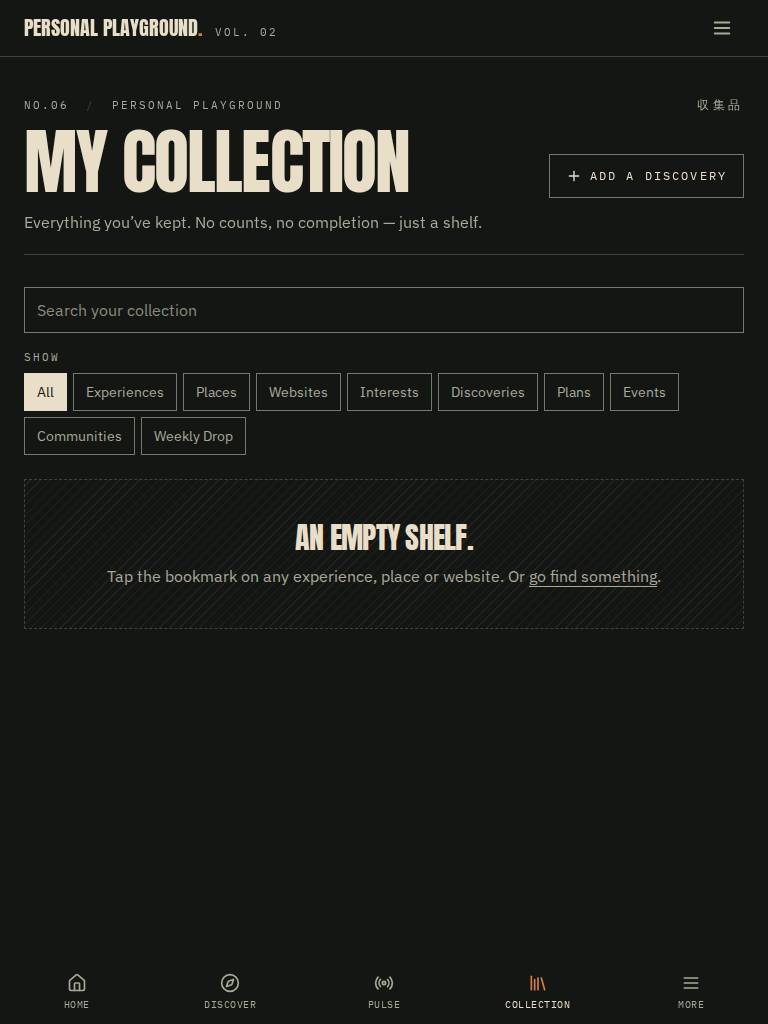 PERSONAL PLAYGROUND. VOL. 02
NO.06 / PERSONAL PLAYGROUND 収集品
MY COLLECTION
+ ADD A DISCOVERY
Everything you’ve kept. No counts, no completion — just a shelf.
Search your collection
SHOW
All Experiences Places Websites Interests Discoveries Plans Events
Communities Weekly Drop
AN EMPTY SHELF.
Tap the bookmark on any experience, place or website. Or go find something.
HOME DISCOVER PULSE COLLECTION MORE